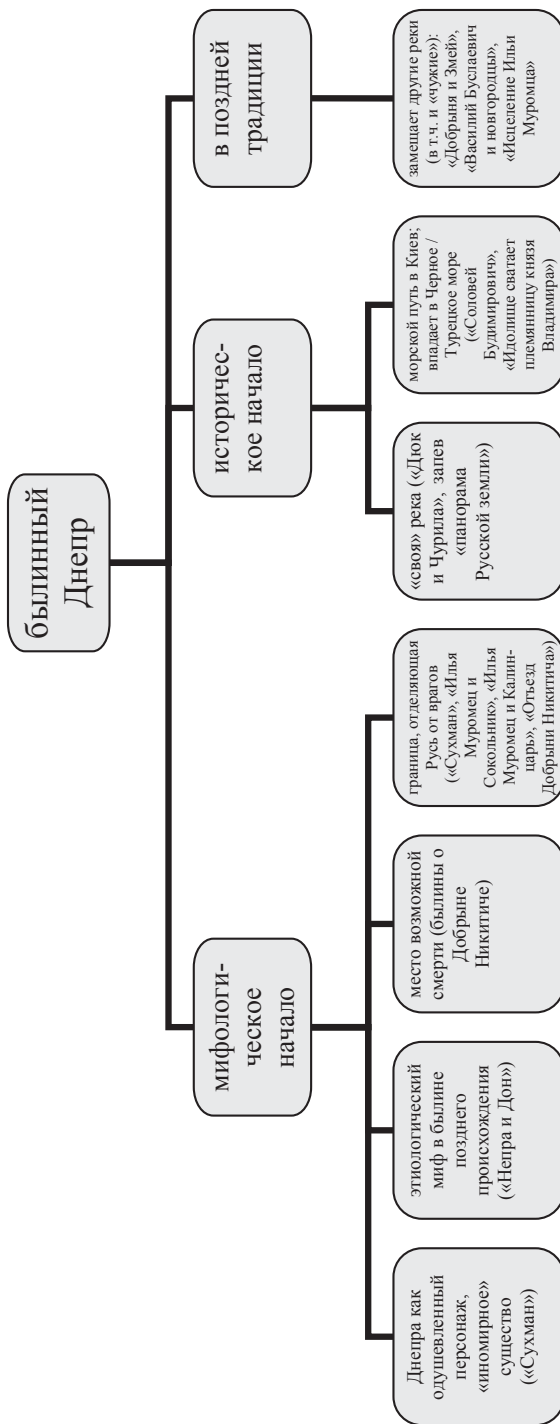 былинный
Днепр
мифологи-
ческое
начало
историчес-
кое начало
в поздней
традиции
Днепра как
одушевленный
персонаж,
«иномирное»
существо
(«Сухман»)
этиологический
миф в былине
позднего
происхождения
(«Непра и Дон»)
место возможной
смерти (былины о
Добрыне
Никитиче)
граница, отделяющая
Русь от врагов
(«Сухман», «Илья
Муромец и
Сокольник», «Илья
Муромец и Калин-
царь», «Отъезд
Добрыни Никитича»)
«своя» река («Дюк
и Чурила», запев
«панорама
Русской земли»)
морской путь в Киев;
впадает в Черное /
Турецкое море
(«Соловей
Будимирович»,
«Идолище сватает
племянницу князя
Владимира»)
замещает другие реки
(в т.ч. и «чужие»):
«Добрыня и Змей»,
«Василий Буслаевич
и новгородцы»,
«Исцеление Ильи
Муромца»